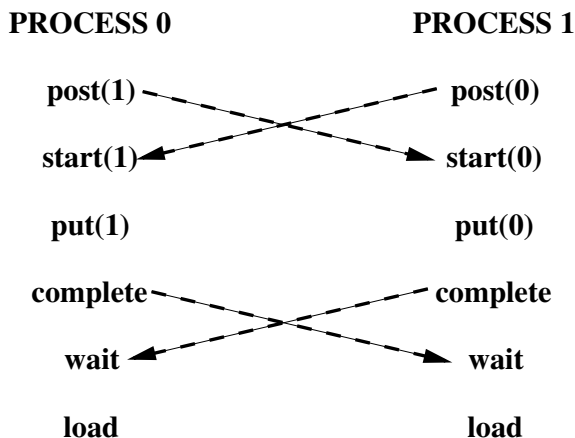 PROCESS 0 PROCESS 1
post(1) post(0)
start(1) start(0)
put(1) put(0)
complete complete
wait wait
load load